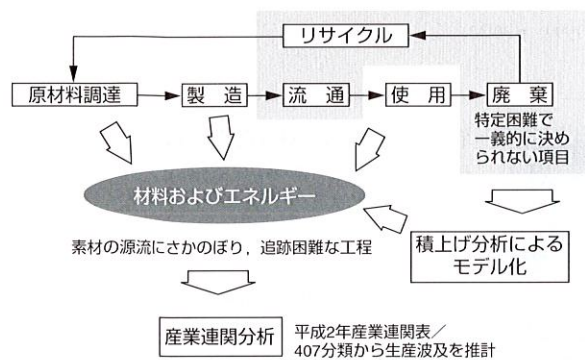 リサイクル
原材料調達
製 造
流 通
使 用
廃 棄
特定困難で
一義的に決め
られない項目
材料およびエネルギー
素材の源流にさかのぼり，追跡困難な工程
積上げ分析による
モデル化
産業連関分析
平成2年産業連関表／
407分類から生産波及を推計